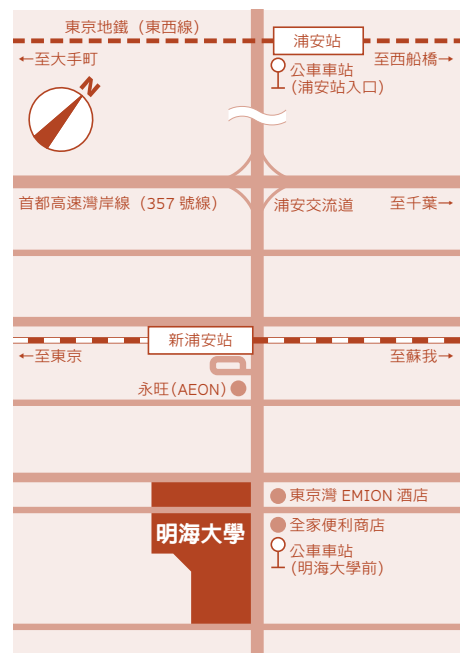 東京地鐵（東西線）
浦安站
←至大手町
至西船橋→
公車車站
(浦安站入口)
N
首都高速灣岸線（357 號線）
浦安交流道
至千葉→
新浦安站
←至東京
至蘇我→
永旺(AEON)
東京灣 EMION 酒店
全家便利商店
明海大學
公車車站
(明海大學前)